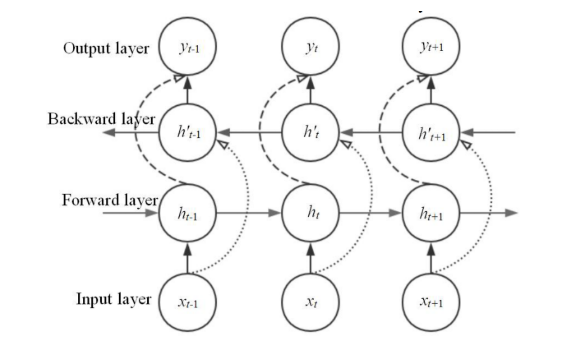 Output layer y_{t-1} y_t y_{t+1}
Backward layer h'_{t-1} h'_t h'_{t+1}
Forward layer h_{t-1} h_t h_{t+1}
Input layer x_{t-1} x_t x_{t+1}